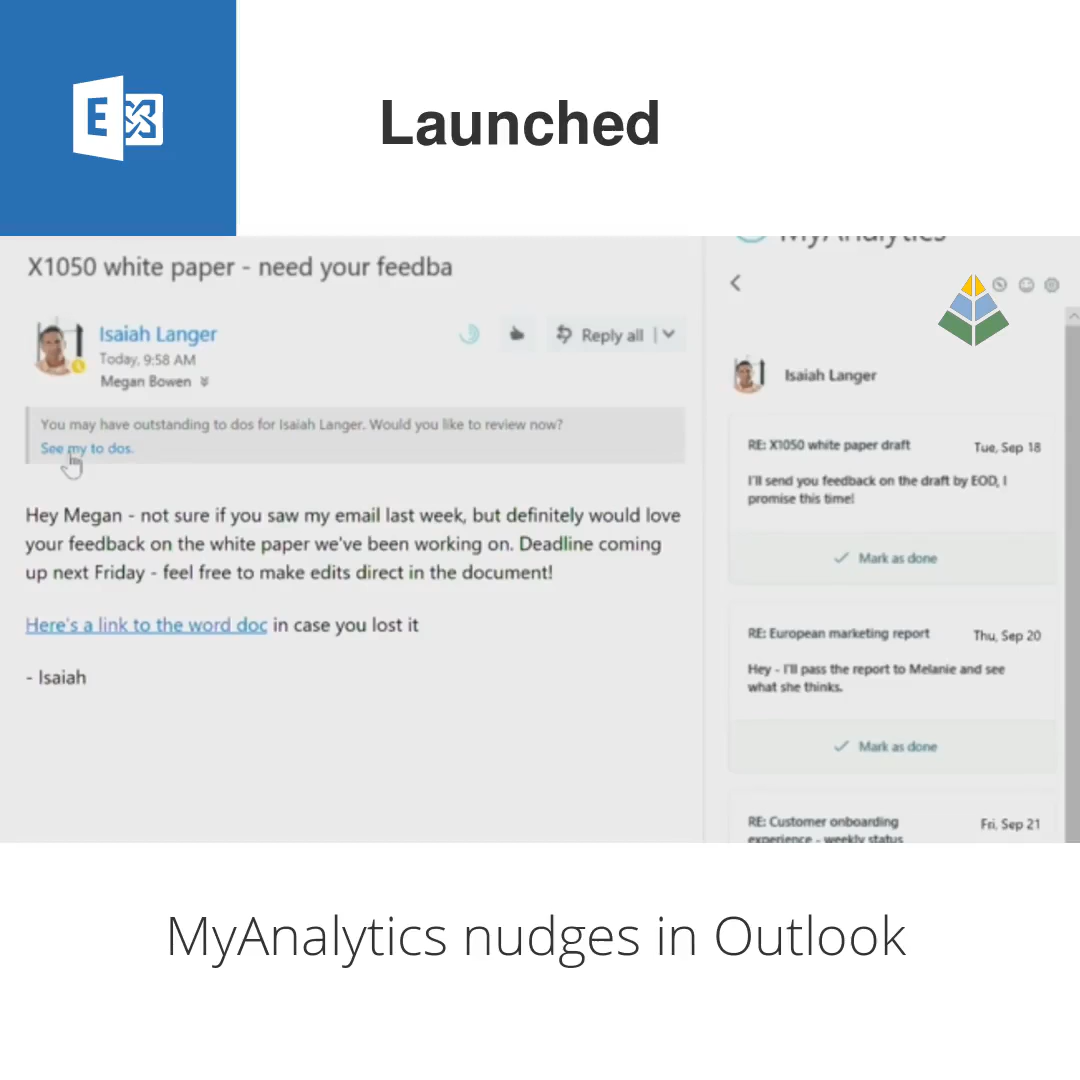 E
Launched
X1050 white paper - need your feedba
Isaiah Langer
Today, 9:58 AM
Megan Bowen
Reply all
You may have outstanding to dos for Isaiah Langer. Would you like to review now?
See my to dos.
Hey Megan - not sure if you saw my email last week, but definitely would love
your feedback on the white paper we've been working on. Deadline coming
up next Friday - feel free to make edits direct in the document!
Here's a link to the word doc in case you lost it
- Isaiah
MyAnalytics
Isaiah Langer
RE: X1050 white paper draft
Tue, Sep 18
I'll send you feedback on the draft by EOD, I
promise this time!
Mark as done
RE: European marketing report
Thu, Sep 20
Hey - I'll pass the report to Melanie and see
what she thinks.
Mark as done
RE: Customer onboarding
Fri, Sep 21
experience - weekly status
MyAnalytics nudges in Outlook